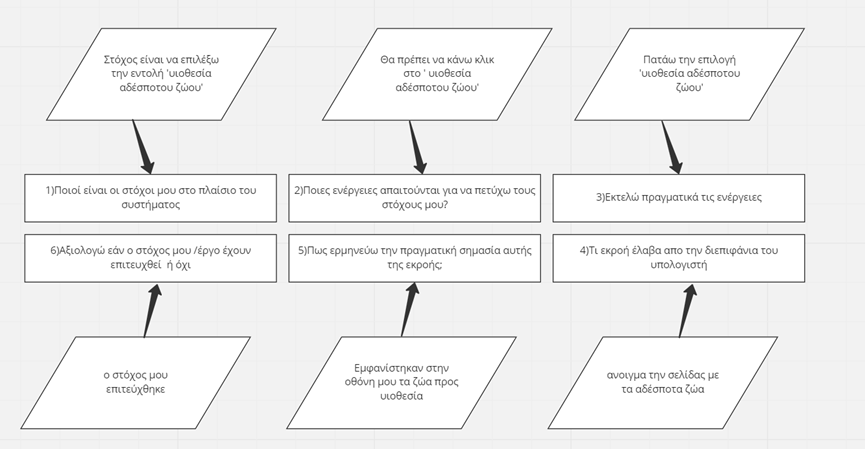 Στόχος είναι να επιλέξω
την εντολή 'υιοθεσία
αδέσποτου ζώου'
Θα πρέπει να κάνω κλικ
στο ' υιοθεσία
αδέσποτου ζώου'
Πατάω την επιλογή
'υιοθεσία αδέσποτου
ζώου'
1)Ποιοί είναι οι στόχοι μου στο πλαίσιο του
συστήματος
2)Ποιες ενέργειες απαιτούνται για να πετύχω τους
στόχους μου?
3)Εκτελώ πραγματικά τις ενέργειες
6)Αξιολογώ εάν ο στόχος μου /έργο έχουν
επιτευχθεί ή όχι
5)Πως ερμηνεύω την πραγματική σημασία αυτής
της εκροής;
4)Τι εκροή έλαβα απο την διεπιφάνια του
υπολογιστή
ο στόχος μου
επιτεύχθηκε
Εμφανίστηκαν στην
οθόνη μου τα ζώα προς
υιοθεσία
ανοιγμα την σελίδας με
τα αδέσποτα ζώα